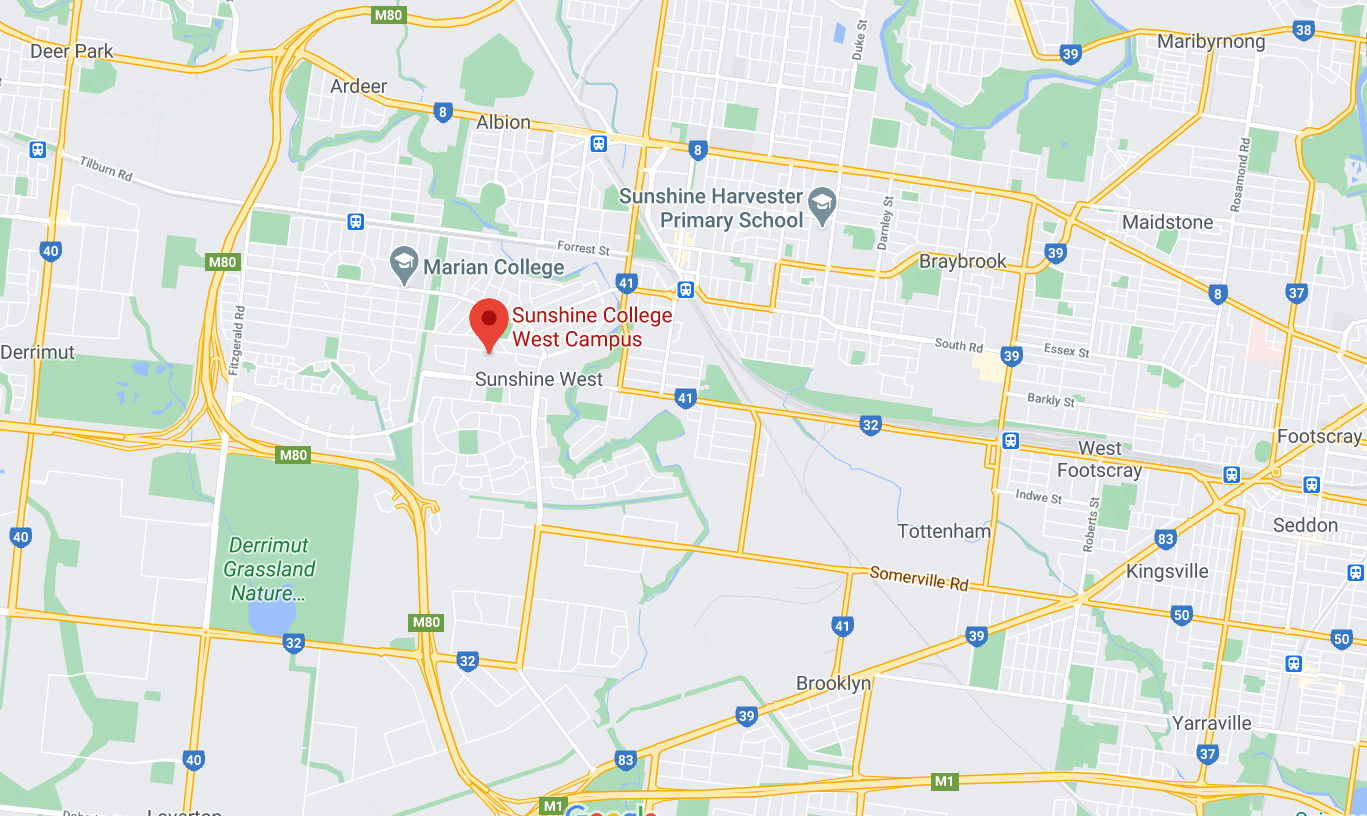 M80
38
Maribyrnong
Duke St
Deer Park
39
Ardeer
8
Albion
8
Tilburn Rd
Rosamond Rd
Sunshine Harvester
Primary School
Darnley St
Maidstone
40
Forrest St
39
M80
Marian College
Braybrook
41
8
37
Sunshine College
West Campus
Fitzgerald Rd
South Rd
Essex St
Derrimut
39
Sunshine West
41
Barkly St
32
Footscray
West
Footscray
M80
Indwe St
Roberts St
Seddon
Tottenham
40
83
Derrimut
Grassland
Nature...
Somerville Rd
Kingsville
50
M80
41
39
50
32
32
Brooklyn
39
Yarraville
40
83
37
M1
M1
Google